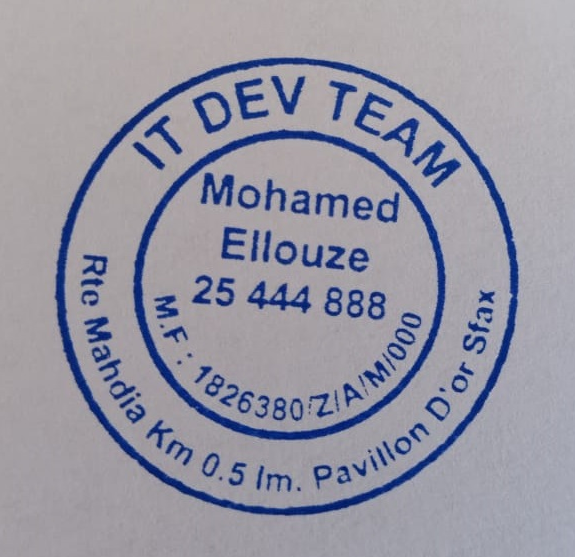 IT DEV TEAM
Mohamed
Ellouze
25 444 888
M.F : 1826380/Z/A/M/000
Rte Mahdia Km 0.5 Im. Pavillon D'or Sfax